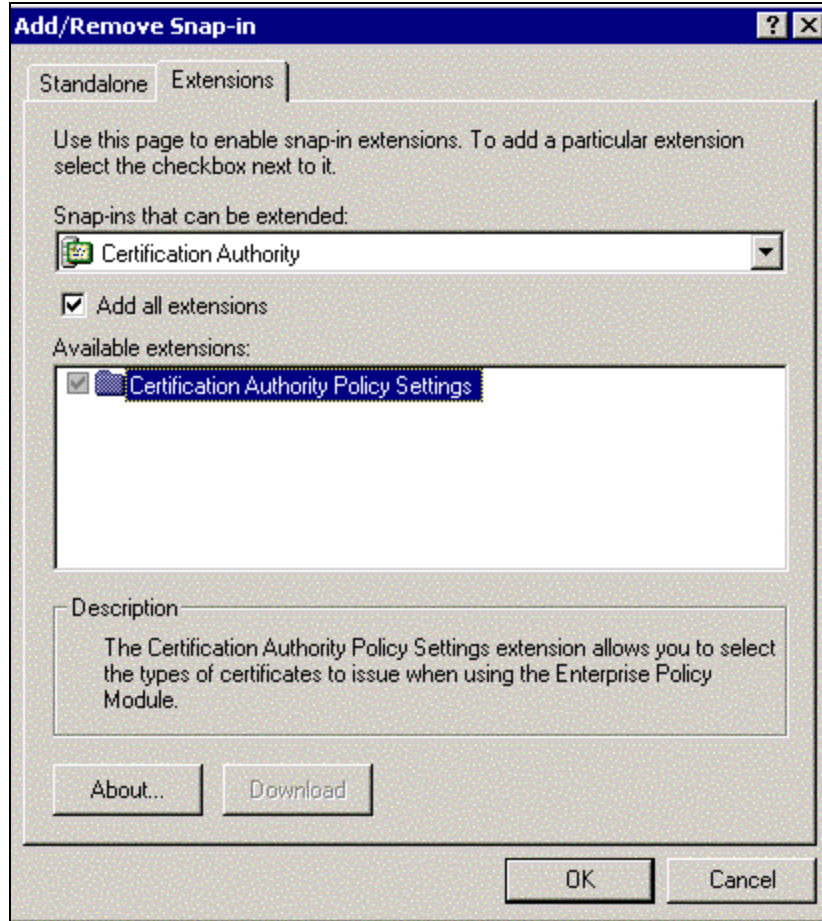 Add/Remove Snap-in
Standalone
Extensions
Use this page to enable snap-in extensions. To add a particular extension
select the checkbox next to it.
Snap-ins that can be extended:
Certification Authority
Add all extensions
Available extensions:
Certification Authority Policy Settings
Description
The Certification Authority Policy Settings extension allows you to select
the types of certificates to issue when using the Enterprise Policy
Module.
About...
Download
OK
Cancel